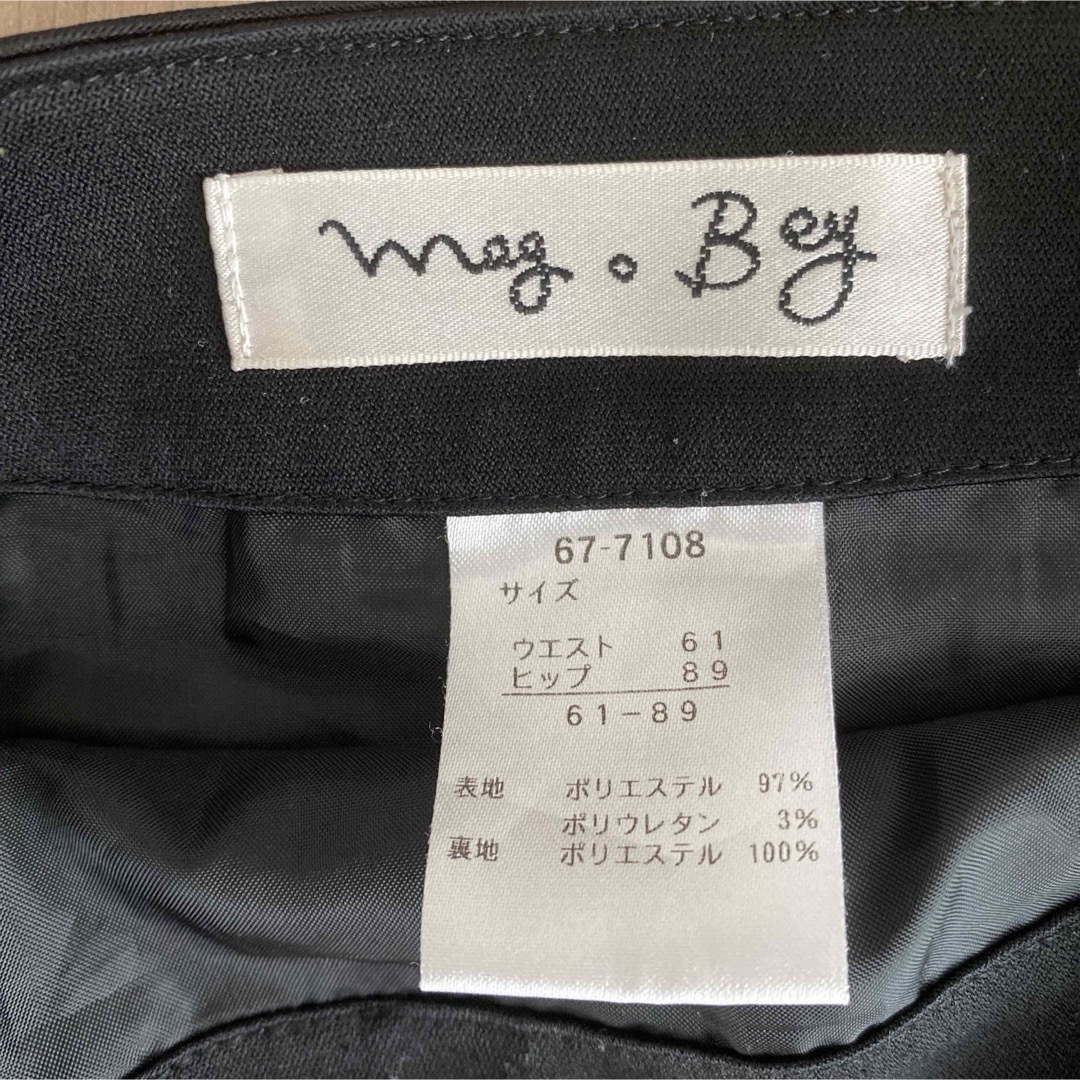 mag. Bey
67-7108
サイズ
ウエスト 61
ヒップ 89
61-89
表地 ポリエステル 97%
ポリウレタン 3%
裏地 ポリエステル 100%